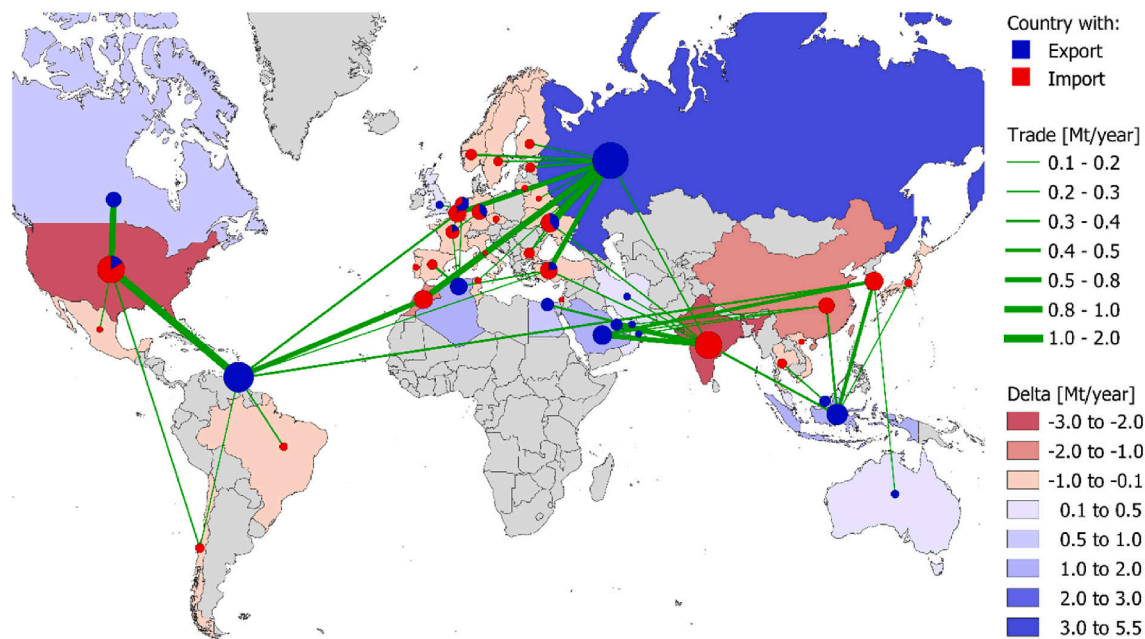 Country with:
Export
Import
Trade [Mt/year]
0.1 - 0.2
0.2 - 0.3
0.3 - 0.4
0.4 - 0.5
0.5 - 0.8
0.8 - 1.0
1.0 - 2.0
Delta [Mt/year]
-3.0 to -2.0
-2.0 to -1.0
-1.0 to -0.1
0.1 to 0.5
0.5 to 1.0
1.0 to 2.0
2.0 to 3.0
3.0 to 5.5